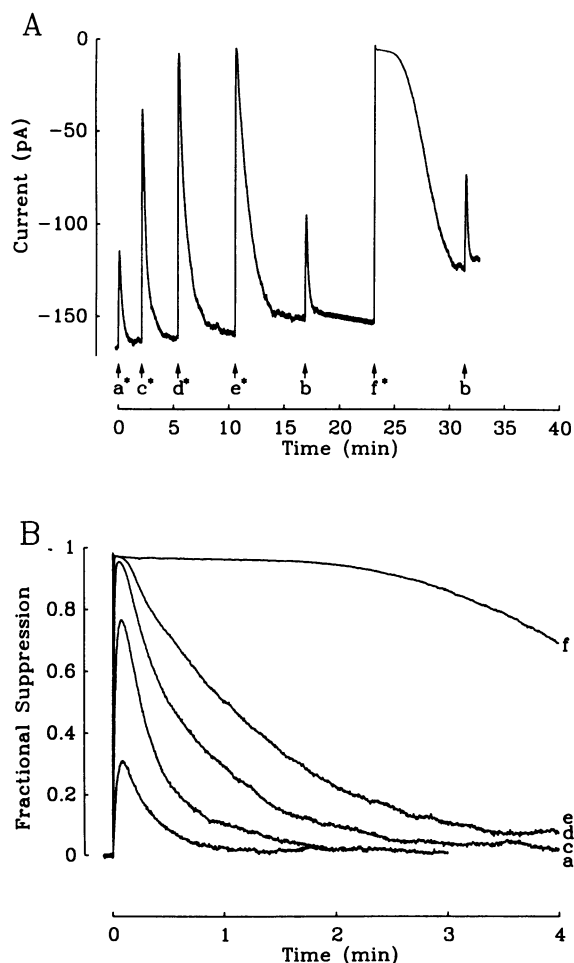 A
0
-50
-100
-150
Current (pA)
a* c* d* e* b f* b
0 5 10 15 20 25 30 35 40
Time (min)
B
1
0.8
0.6
0.4
0.2
0
Fractional Suppression
f
e
d
c
a
0 1 2 3 4
Time (min)